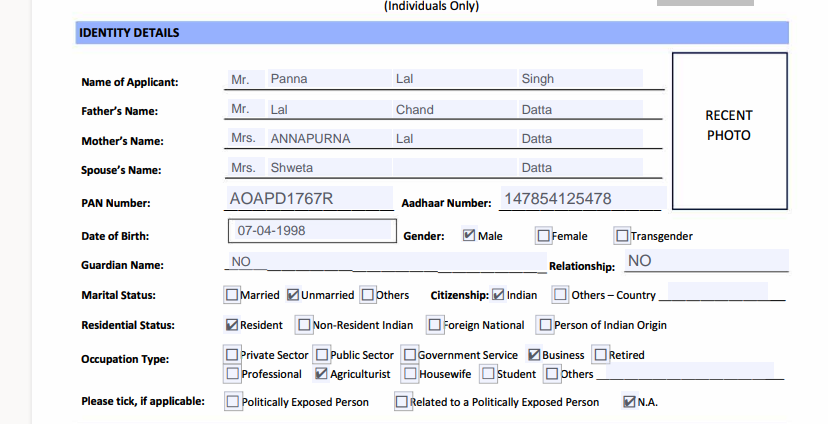 (Individuals Only)
IDENTITY DETAILS
Name of Applicant: Mr. Panna Lal Singh
Father's Name: Mr. Lal Chand Datta
Mother's Name: Mrs. ANNAPURNA Lal Datta
Spouse's Name: Mrs. Shweta Datta
RECENT
PHOTO
PAN Number: AOAPD1767R Aadhaar Number: 147854125478
Date of Birth: 07-04-1998 Gender: Male Female Transgender
Guardian Name: NO Relationship: NO
Marital Status: Married Unmarried Others Citizenship: Indian Others – Country
Residential Status: Resident Non-Resident Indian Foreign National Person of Indian Origin
Occupation Type: Private Sector Public Sector Government Service Business Retired
Professional Agriculturist Housewife Student Others
Please tick, if applicable: Politically Exposed Person Related to a Politically Exposed Person N.A.